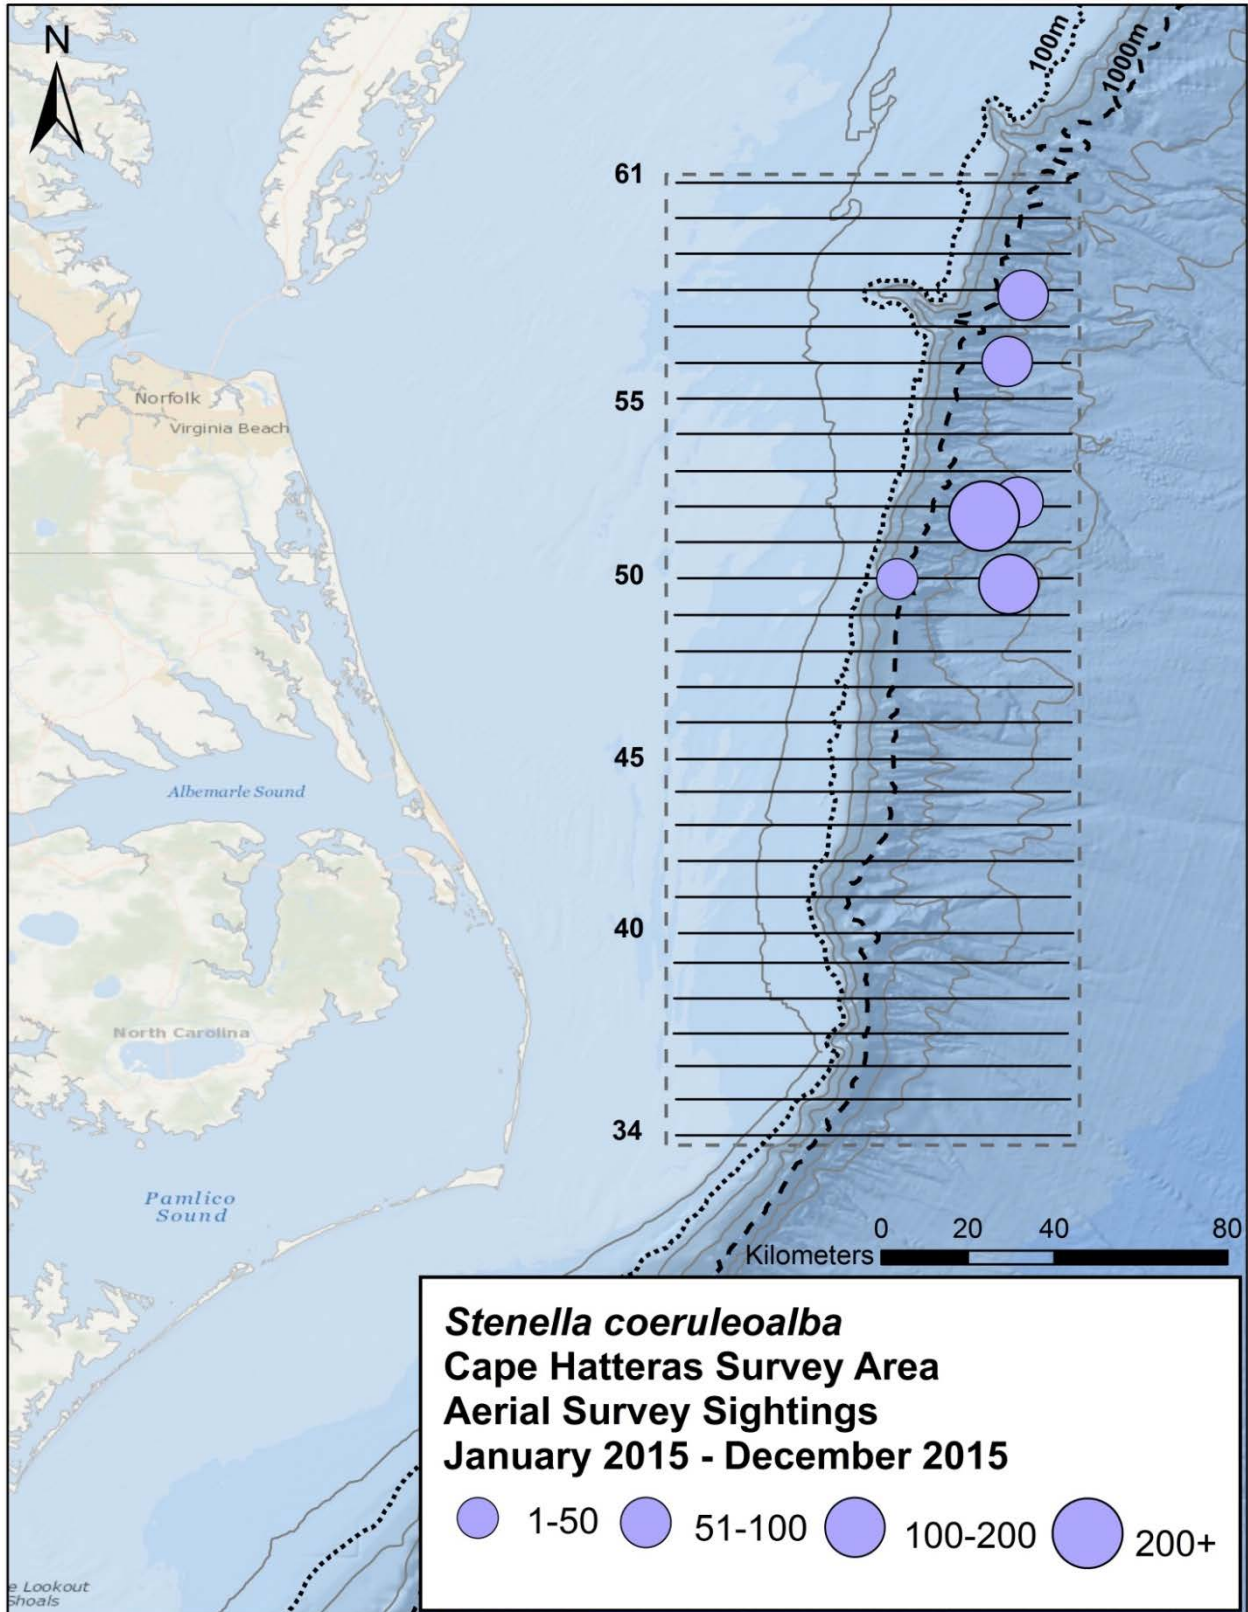 N
100m
1000m
61
Norfolk
Virginia Beach
55
50
45
Albemarle Sound
40
North Carolina
34
Pamlico
Sound
0 20 40 80
Kilometers
Stenella coeruleoalba
Cape Hatteras Survey Area
Aerial Survey Sightings
January 2015 - December 2015
1-50 51-100 100-200 200+
e Lookout
Shoals